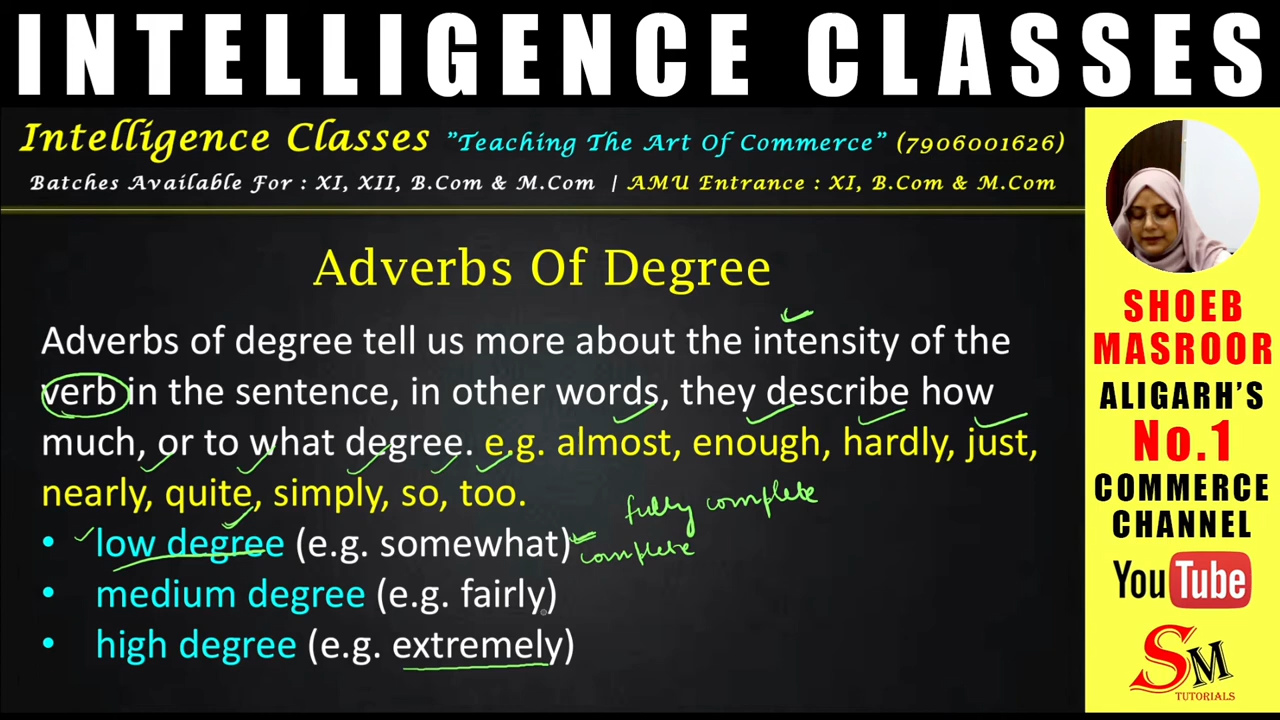 INTELLIGENCE CLASSES
Intelligence Classes "Teaching The Art Of Commerce" (7906001626)
Batches Available For : XI, XII, B.Com & M.Com | AMU Entrance : XI, B.Com & M.Com
Adverbs Of Degree
Adverbs of degree tell us more about the intensity of the
verb in the sentence, in other words, they describe how
much, or to what degree. e.g. almost, enough, hardly, just,
nearly, quite, simply, so, too.
fully complete
• low degree (e.g. somewhat)
complete
• medium degree (e.g. fairly)
• high degree (e.g. extremely)
SHOEB
MASROOR
ALIGARH'S
No.1
COMMERCE
CHANNEL
YouTube
SM
TUTORIALS